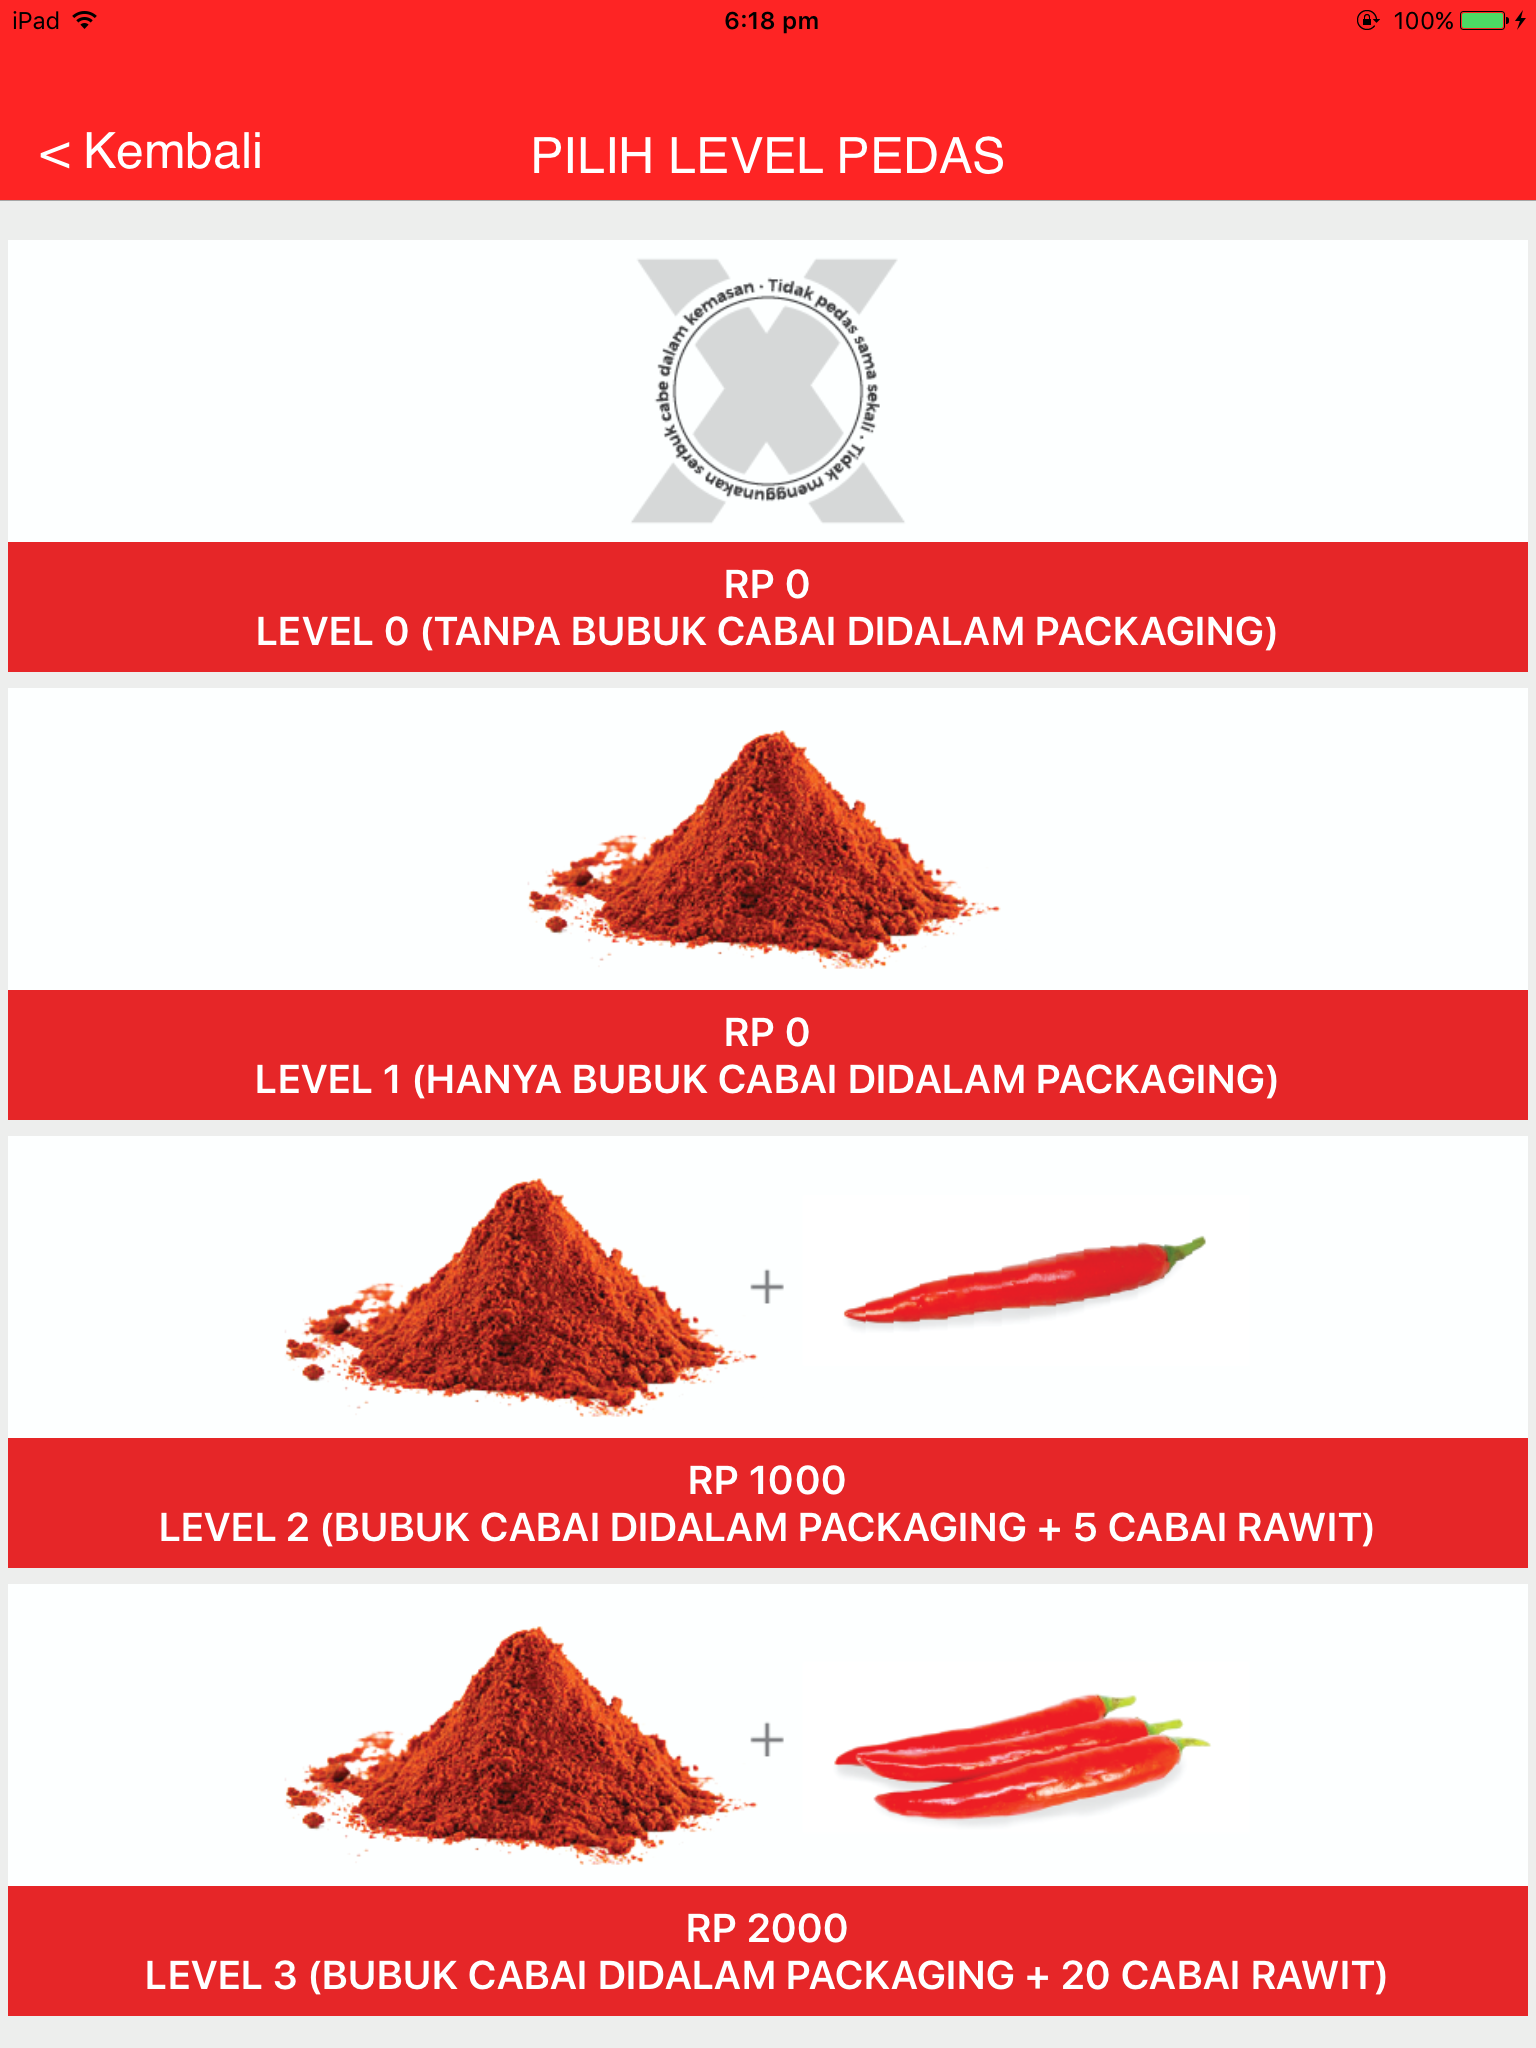 iPad
6:18 pm
100%
< Kembali
PILIH LEVEL PEDAS
Tidak pedas sama sekali · Tidak menggunakan serbuk cabe dalam kemasan ·
RP 0
LEVEL 0 (TANPA BUBUK CABAI DIDALAM PACKAGING)
RP 0
LEVEL 1 (HANYA BUBUK CABAI DIDALAM PACKAGING)
+
RP 1000
LEVEL 2 (BUBUK CABAI DIDALAM PACKAGING + 5 CABAI RAWIT)
+
RP 2000
LEVEL 3 (BUBUK CABAI DIDALAM PACKAGING + 20 CABAI RAWIT)